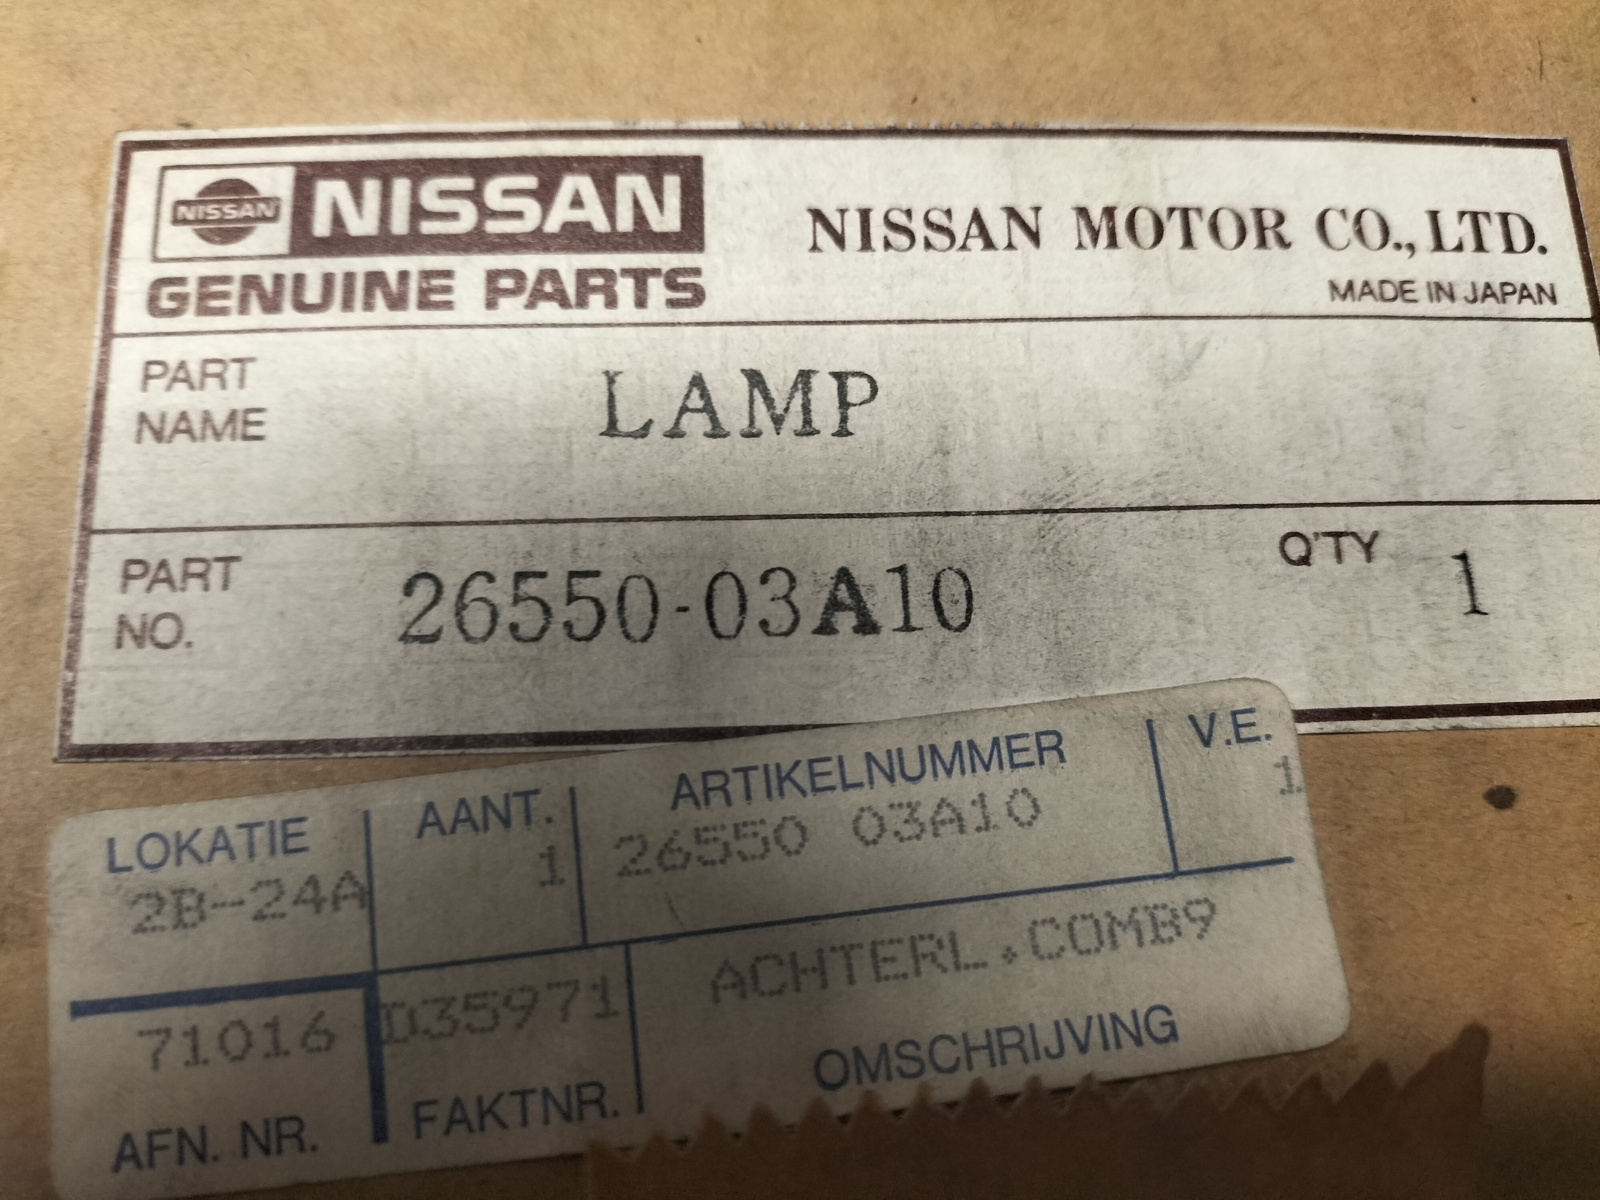 NISSAN NISSAN
GENUINE PARTS
NISSAN MOTOR CO., LTD.
MADE IN JAPAN
PART NAME
LAMP
PART NO.
26550-03A10
Q'TY 1
LOKATIE AANT. ARTIKELNUMMER V.E.
2B-24A 1 26550 03A10 1
71016 D35971 ACHTERL.COMB9
AFN. NR. FAKTNR. OMSCHRIJVING